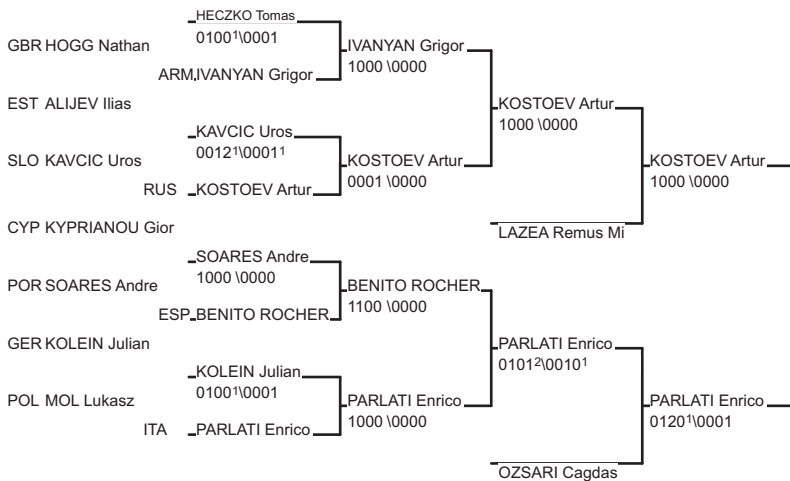 HECZKO Tomas
0100¹\0001
GBR HOGG Nathan
IVANYAN Grigor
1000 \0000
ARM IVANYAN Grigor
EST ALIJEV Ilias
KOSTOEV Artur
1000 \0000
KAVCIC Uros
0012¹\0001¹
SLO KAVCIC Uros
KOSTOEV Artur
0001 \0000
KOSTOEV Artur
1000 \0000
RUS KOSTOEV Artur
CYP KYPRIANOU Gior
LAZEA Remus Mi
SOARES Andre
1000 \0000
POR SOARES Andre
BENITO ROCHER
1100 \0000
ESP BENITO ROCHER
GER KOLEIN Julian
PARLATI Enrico
0101²\0010¹
KOLEIN Julian
0100¹\0001
POL MOL Lukasz
PARLATI Enrico
1000 \0000
PARLATI Enrico
0120¹\0001
ITA PARLATI Enrico
OZSARI Cagdas